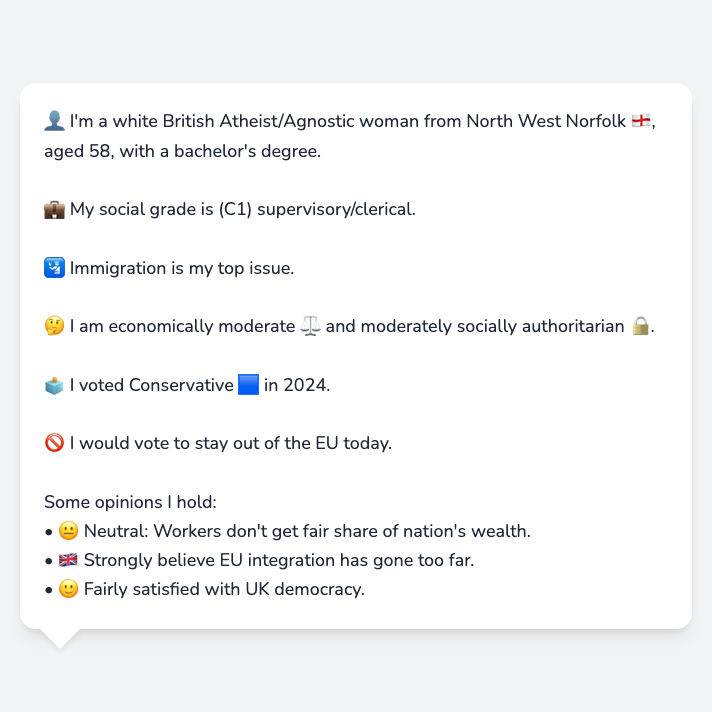 👤 I'm a white British Atheist/Agnostic woman from North West Norfolk 🏴󠁧󠁢󠁥󠁮󠁧󠁿,
aged 58, with a bachelor's degree.
💼 My social grade is (C1) supervisory/clerical.
🛂 Immigration is my top issue.
🤔 I am economically moderate ⚖️ and moderately socially authoritarian 🔒.
🗳️ I voted Conservative 🟦 in 2024.
🚫 I would vote to stay out of the EU today.
Some opinions I hold:
• 😐 Neutral: Workers don't get fair share of nation's wealth.
• 🇬🇧 Strongly believe EU integration has gone too far.
• 🙂 Fairly satisfied with UK democracy.